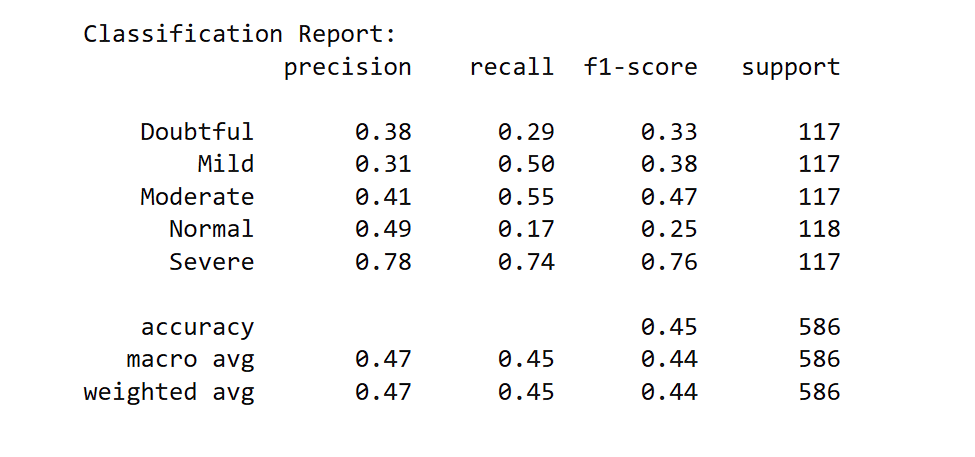 Classification Report:
precision recall f1-score support
Doubtful 0.38 0.29 0.33 117
Mild 0.31 0.50 0.38 117
Moderate 0.41 0.55 0.47 117
Normal 0.49 0.17 0.25 118
Severe 0.78 0.74 0.76 117
accuracy 0.45 586
macro avg 0.47 0.45 0.44 586
weighted avg 0.47 0.45 0.44 586